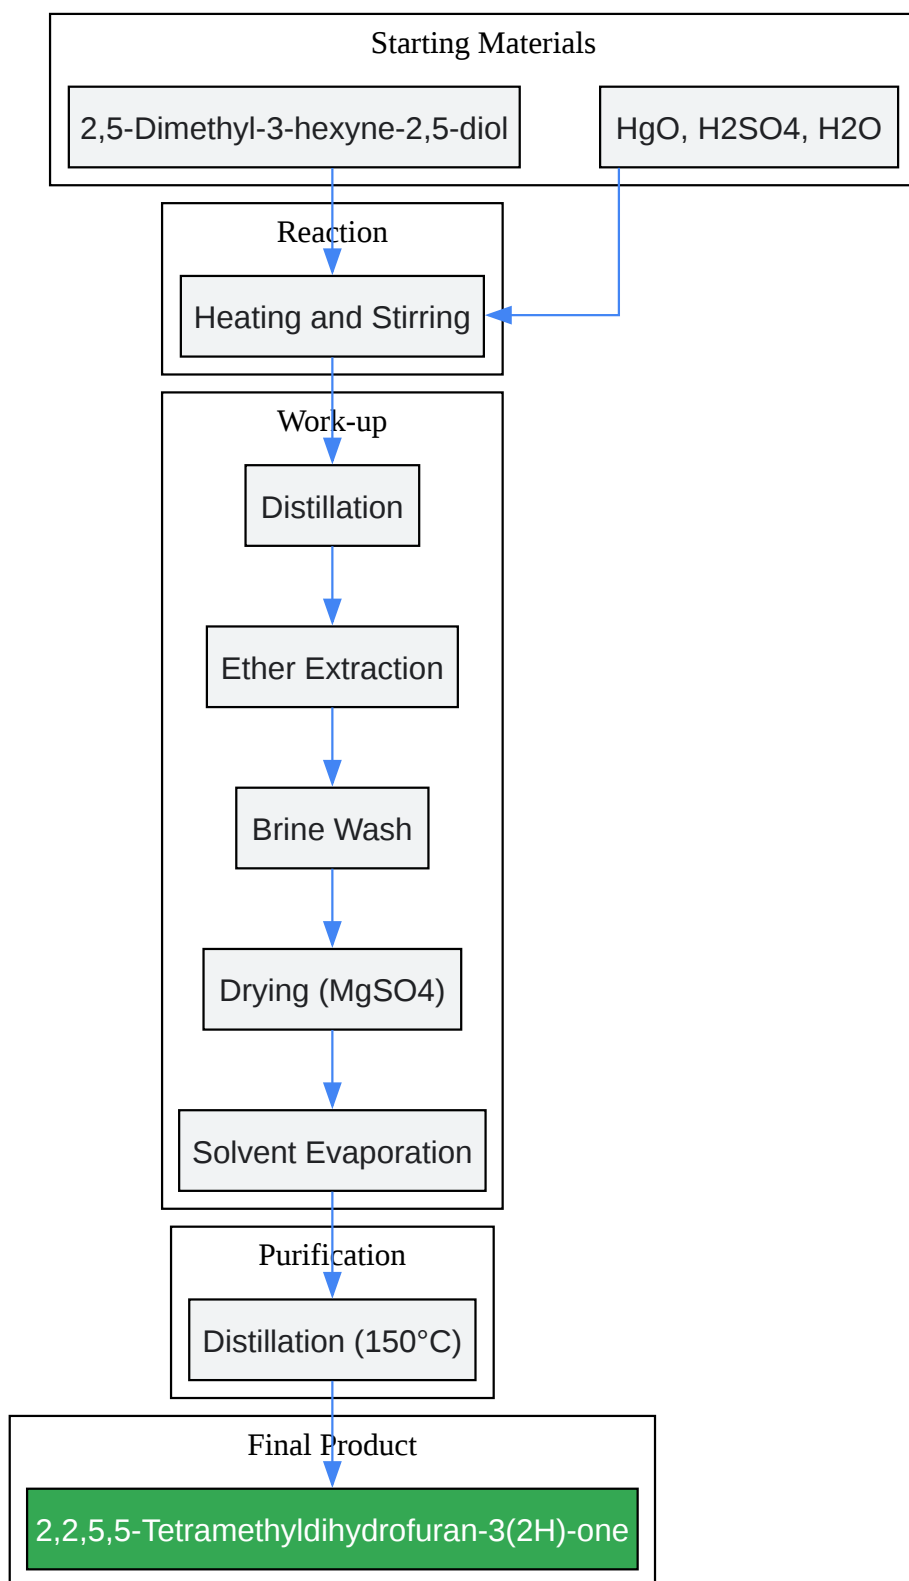 Starting Materials
2,5-Dimethyl-3-hexyne-2,5-diol
HgO, H2SO4, H2O
Reaction
Heating and Stirring
Work-up
Distillation
Ether Extraction
Brine Wash
Drying (MgSO4)
Solvent Evaporation
Purification
Distillation (150°C)
Final Product
2,2,5,5-Tetramethyldihydrofuran-3(2H)-one